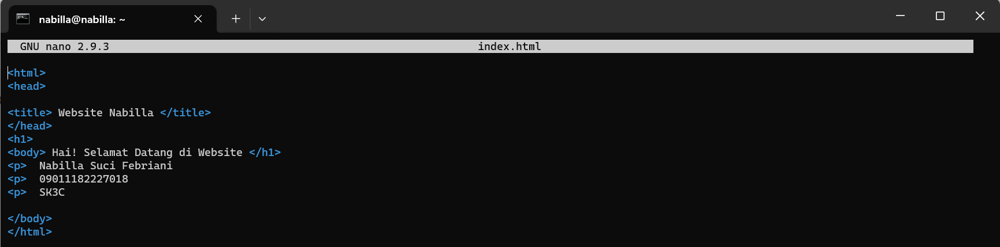 nabilla@nabilla: ~
GNU nano 2.9.3 index.html
<html>
<head>
<title> Website Nabilla </title>
</head>
<h1>
<body> Hai! Selamat Datang di Website </h1>
<p>  Nabilla Suci Febriani
<p>  09011182227018
<p>  SK3C
</body>
</html>